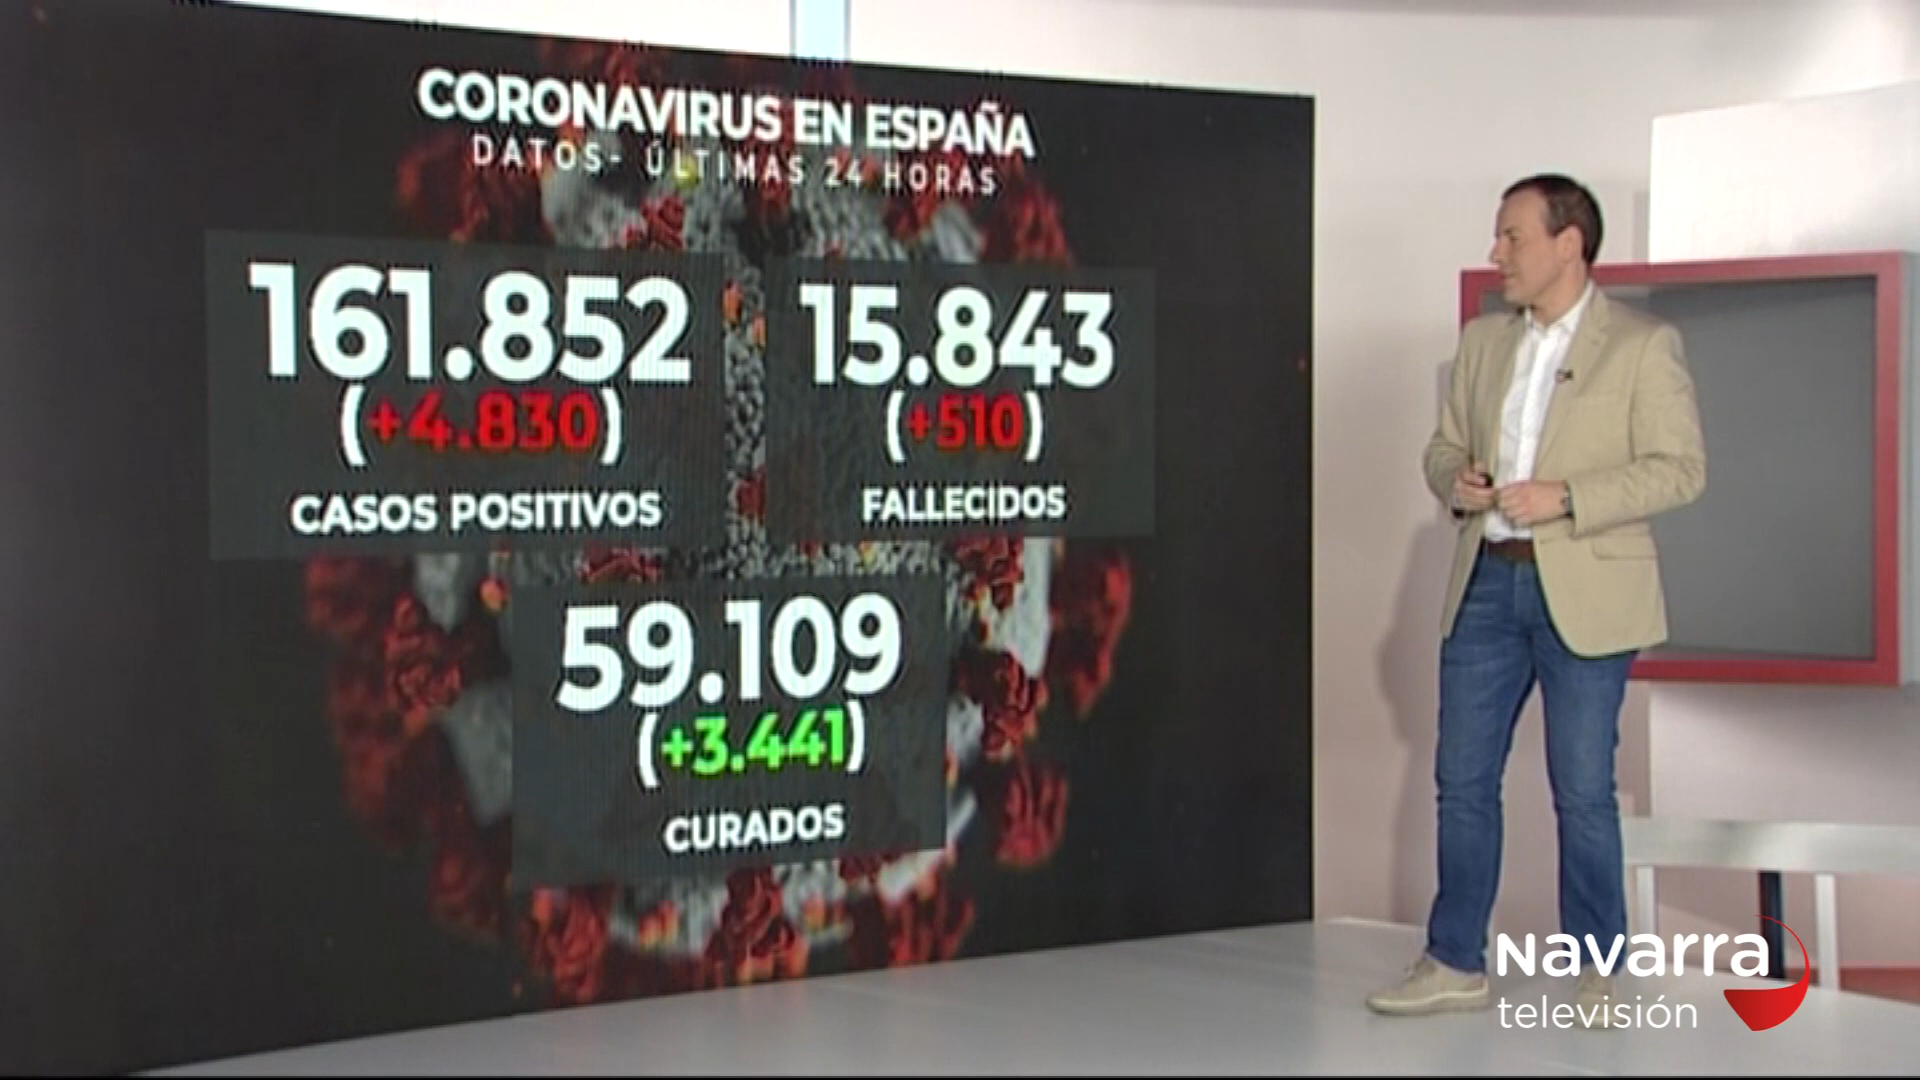 CORONAVIRUS EN ESPAÑA
DATOS- ÚLTIMAS 24 HORAS
161.852
(+4.830)
CASOS POSITIVOS
15.843
(+510)
FALLECIDOS
59.109
(+3.441)
CURADOS
Navarra
televisión